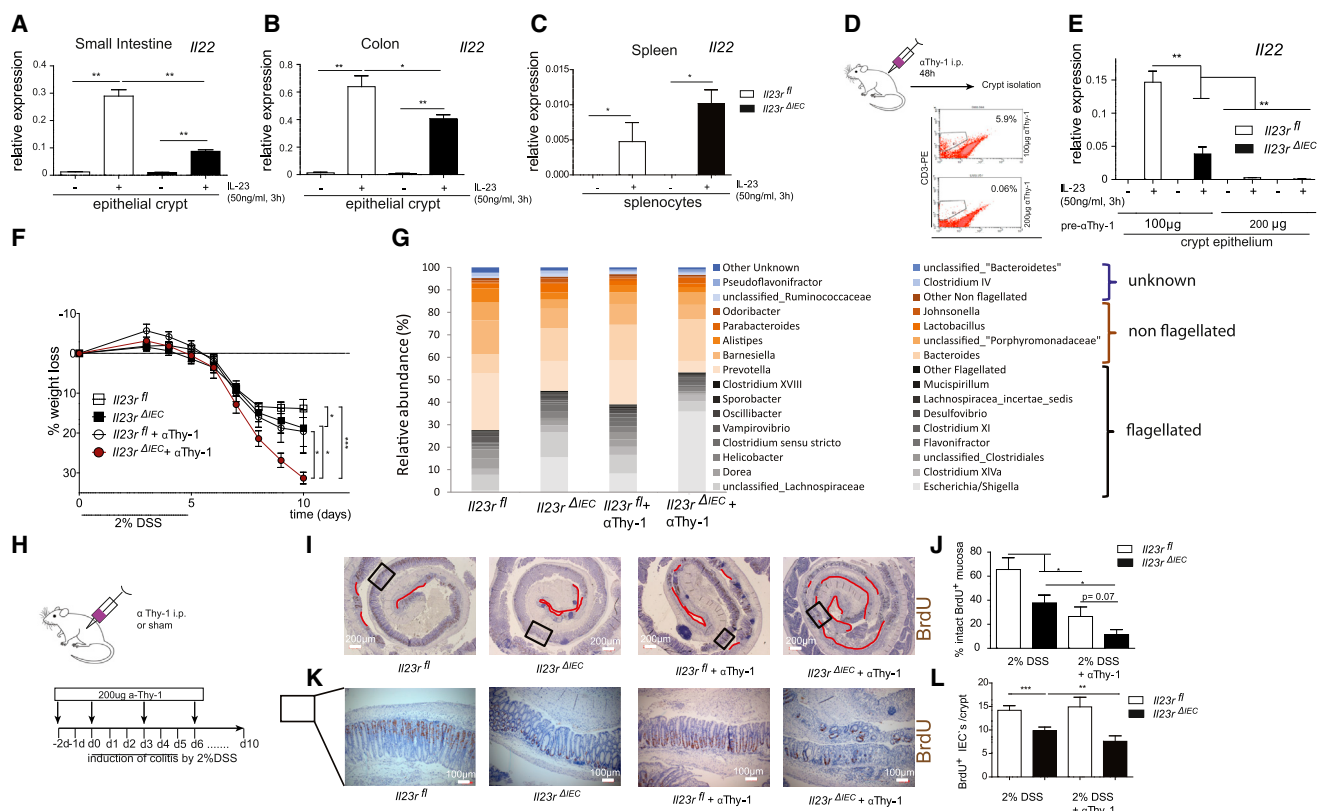 A
Small Intestine
Il22
relative expression
0.4
0.3
0.2
0.1
0
**
**
**
-
+
-
+
IL-23
(50ng/ml, 3h)
epithelial crypt
B
Colon
Il22
relative expression
1.0
0.8
0.6
0.4
0.2
0.0
**
*
**
-
+
-
+
IL-23
(50ng/ml, 3h)
epithelial crypt
C
Spleen
Il22
relative expression
0.015
0.010
0.005
0.000
*
*
-
+
-
+
IL-23
(50ng/ml, 3h)
splenocytes
Il23r fl
Il23r ΔIEC
D
αThy-1 i.p.
48h
Crypt isolation
5.9%
100µg αThy-1
CD3-PE
0.06%
200µg αThy-1
E
Il22
relative expression
0.15
0.10
0.05
0
**
**
Il23r fl
Il23r ΔIEC
- + - + - + - +
IL-23
(50ng/ml, 3h)
pre-αThy-1
100µg
200 µg
crypt epithelium
F
% weight loss
-10
0
10
20
30
Il23r fl
Il23r ΔIEC
Il23r fl + αThy-1
Il23r ΔIEC+ αThy-1
*
*
*
***
0
5
10
time (days)
2% DSS
G
Relative abundance (%)
100
90
80
70
60
50
40
30
20
10
0
Il23r fl
Il23r ΔIEC
Il23r fl+
αThy-1
Il23r ΔIEC +
αThy-1
Other Unknown
Pseudoflavonifractor
unclassified_Ruminococcaceae
Odoribacter
Parabacteroides
Alistipes
Barnesiella
Prevotella
Clostridium XVIII
Sporobacter
Oscillibacter
Vampirovibrio
Clostridium sensu stricto
Helicobacter
Dorea
unclassified_Lachnospiraceae
unclassified_"Bacteroidetes"
Clostridium IV
Other Non flagellated
Johnsonella
Lactobacillus
unclassified_"Porphyromonadaceae"
Bacteroides
Other Flagellated
Mucispirillum
Lachnospiracea_incertae_sedis
Desulfovibrio
Clostridium XI
Flavonifractor
unclassified_Clostridiales
Clostridium XIVa
Escherichia/Shigella
unknown
non flagellated
flagellated
H
α Thy-1 i.p.
or sham
200ug a-Thy-1
-2d -1d d0 d1 d2 d3 d4 d5 d6 ....... d10
induction of colitis by 2%DSS
I
200µm
200µm
200µm
200µm
BrdU
Il23r fl
Il23r ΔIEC
Il23r fl + αThy-1
Il23r ΔIEC + αThy-1
J
% intact BrdU+ mucosa
80
60
40
20
0
*
*
p= 0.07
Il23r fl
Il23r ΔIEC
2% DSS
2% DSS
+ αThy-1
K
100µm
100µm
100µm
100µm
BrdU
Il23r fl
Il23r ΔIEC
Il23r fl + αThy-1
Il23r ΔIEC + αThy-1
L
BrdU+ IEC's /crypt
20
15
10
5
0
***
**
Il23r fl
Il23r ΔIEC
2% DSS
2% DSS
+ αThy-1